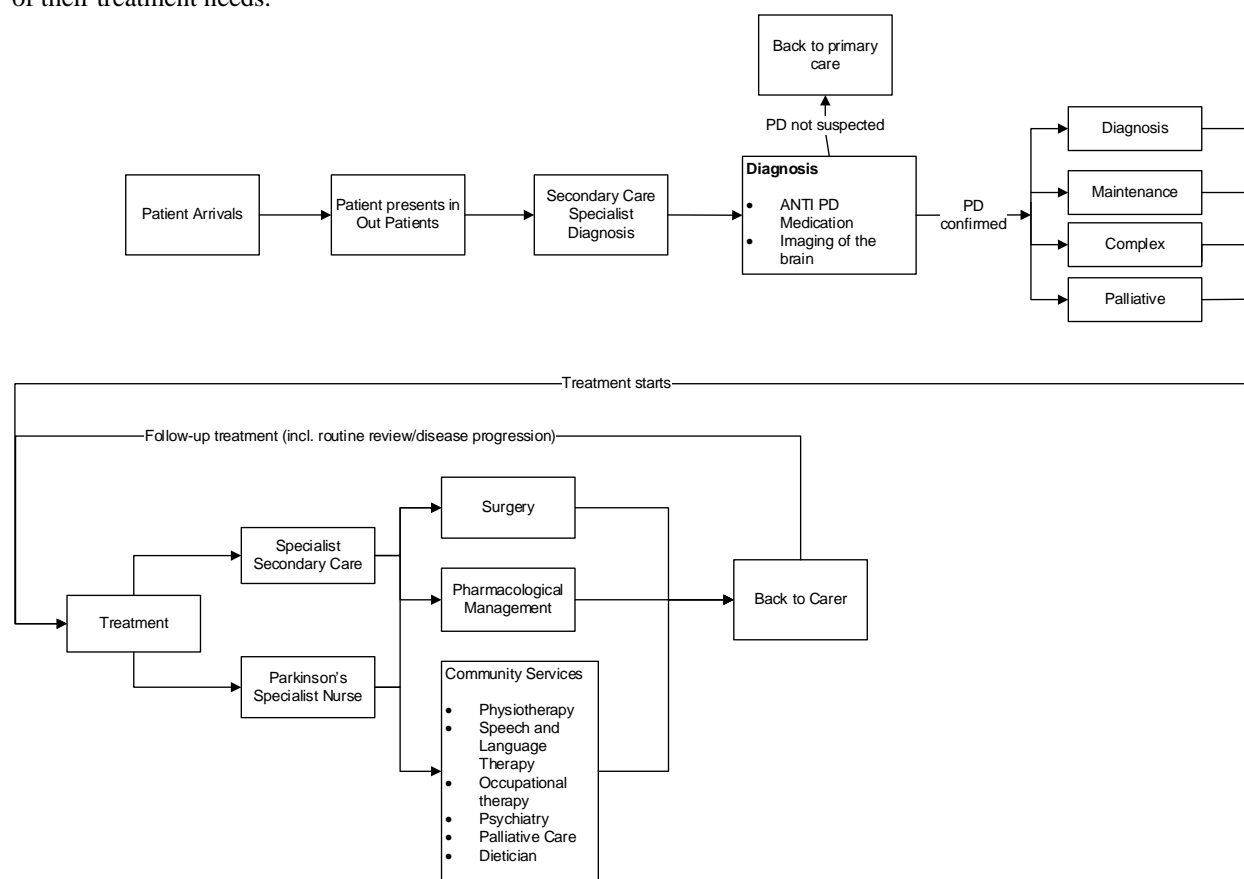 of their treatment needs.
Back to primary
care
PD not suspected
Patient Arrivals
Patient presents in
Out Patients
Secondary Care
Specialist
Diagnosis
Diagnosis
• ANTI PD
Medication
• Imaging of the
brain
PD
confirmed
Diagnosis
Maintenance
Complex
Palliative
Treatment starts
Follow-up treatment (incl. routine review/disease progression)
Treatment
Specialist
Secondary Care
Parkinson's
Specialist Nurse
Surgery
Pharmacological
Management
Community Services
• Physiotherapy
• Speech and
Language
Therapy
• Occupational
therapy
• Psychiatry
• Palliative Care
• Dietician
Back to Carer